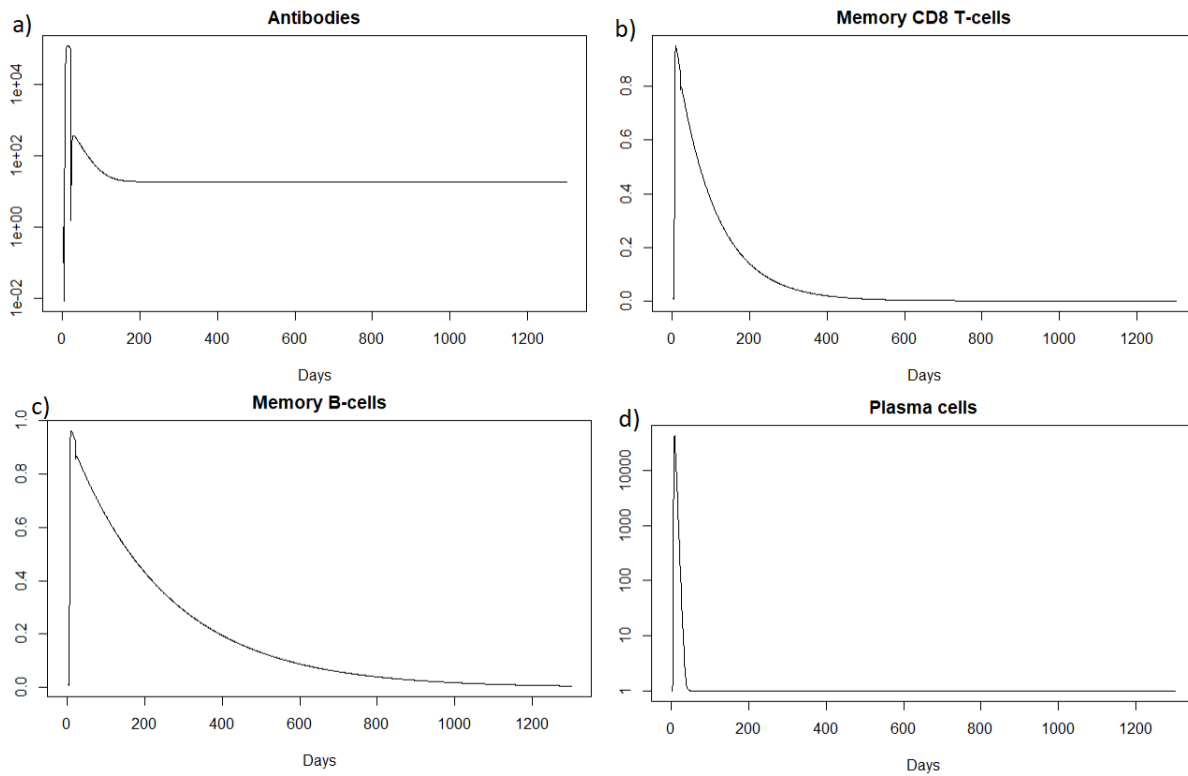 a)
Antibodies
1e+04
1e+02
1e+00
1e-02
0 200 400 600 800 1000 1200
Days
b)
Memory CD8 T-cells
0.8
0.6
0.4
0.2
0.0
0 200 400 600 800 1000 1200
Days
c)
Memory B-cells
1.0
0.8
0.6
0.4
0.2
0.0
0 200 400 600 800 1000 1200
Days
d)
Plasma cells
10000
1000
100
10
1
0 200 400 600 800 1000 1200
Days